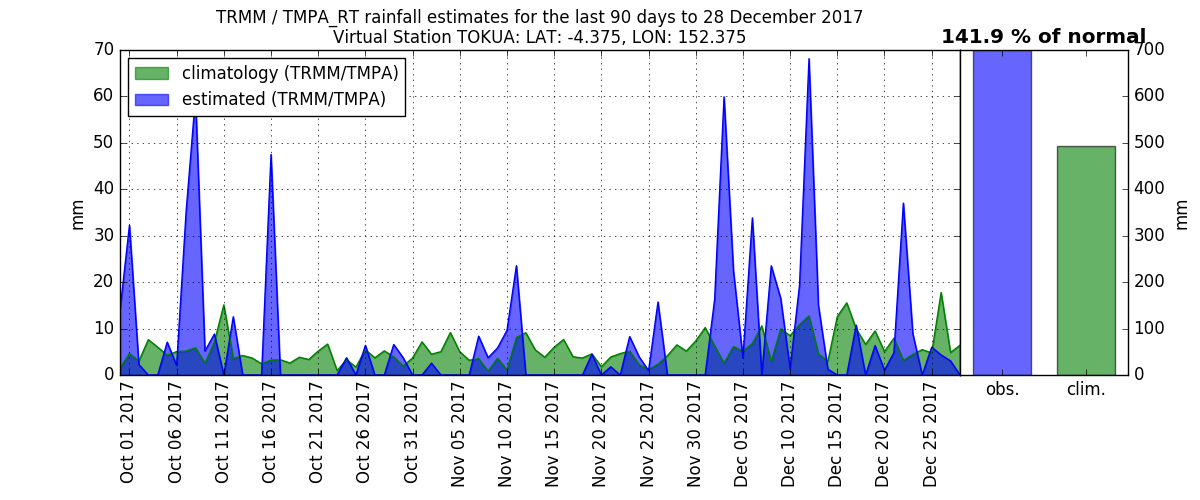 TRMM / TMPA_RT rainfall estimates for the last 90 days to 28 December 2017
Virtual Station TOKUA: LAT: -4.375, LON: 152.375
141.9 % of normal
climatology (TRMM/TMPA)
estimated (TRMM/TMPA)
mm
70
60
50
40
30
20
10
0
Oct 01 2017
Oct 06 2017
Oct 11 2017
Oct 16 2017
Oct 21 2017
Oct 26 2017
Oct 31 2017
Nov 05 2017
Nov 10 2017
Nov 15 2017
Nov 20 2017
Nov 25 2017
Nov 30 2017
Dec 05 2017
Dec 10 2017
Dec 15 2017
Dec 20 2017
Dec 25 2017
obs.
clim.
700
600
500
400
300
200
100
0
mm